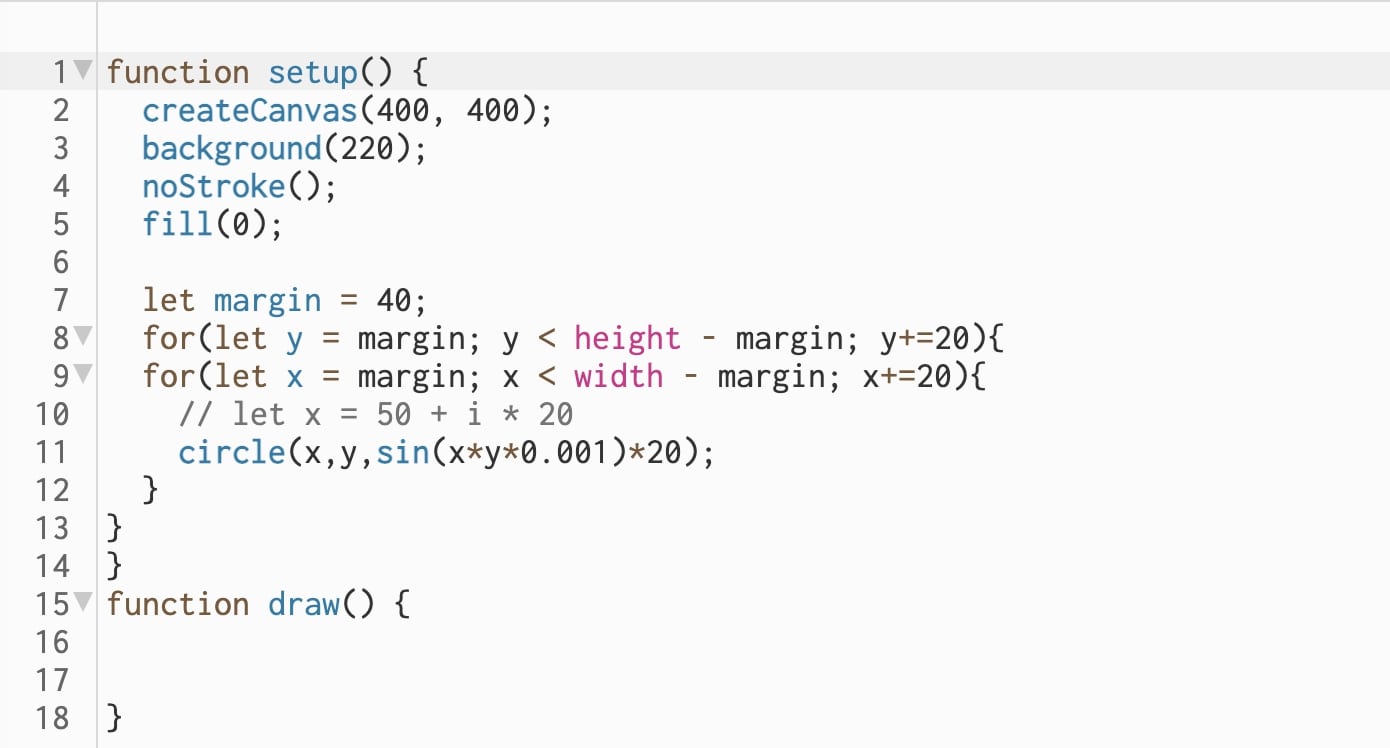 1 function setup() {
2   createCanvas(400, 400);
3   background(220);
4   noStroke();
5   fill(0);
6
7   let margin = 40;
8   for(let y = margin; y < height - margin; y+=20){
9   for(let x = margin; x < width - margin; x+=20){
10     // let x = 50 + i * 20
11     circle(x,y,sin(x*y*0.001)*20);
12   }
13 }
14 }
15 function draw() {
16
17
18 }